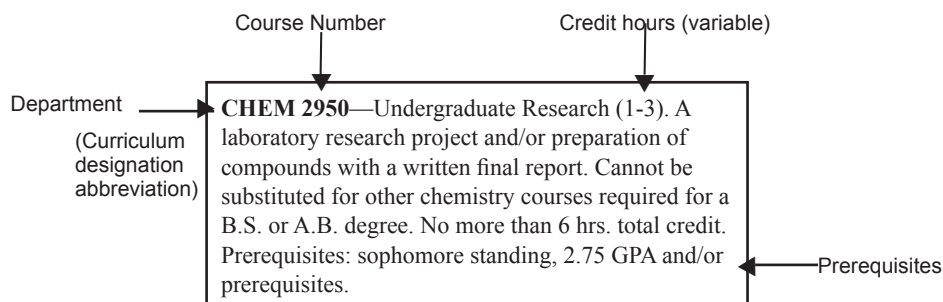 Course Number
Credit hours (variable)
Department
(Curriculum
designation
abbreviation)
CHEM 2950—Undergraduate Research (1-3). A
laboratory research project and/or preparation of
compounds with a written final report. Cannot be
substituted for other chemistry courses required for a
B.S. or A.B. degree. No more than 6 hrs. total credit.
Prerequisites: sophomore standing, 2.75 GPA and/or
prerequisites.
Prerequisites